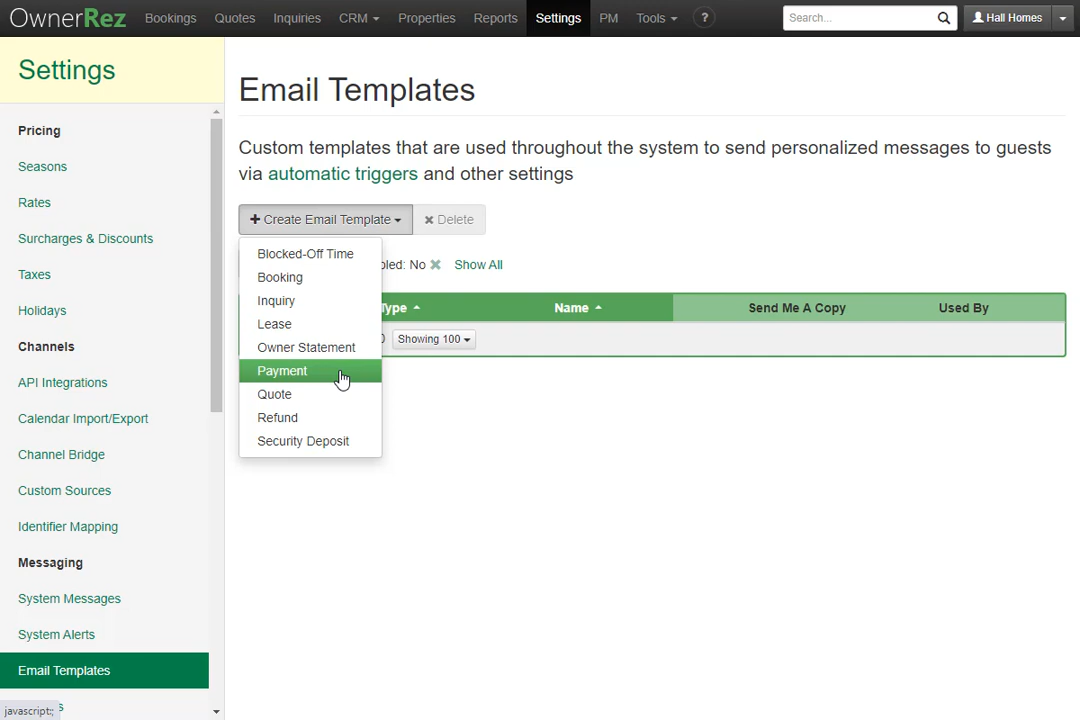 OwnerRez Bookings Quotes Inquiries CRM Properties Reports Settings PM Tools ? Search... Hall Homes
Settings
Pricing
Seasons
Rates
Surcharges & Discounts
Taxes
Holidays
Channels
API Integrations
Calendar Import/Export
Channel Bridge
Custom Sources
Identifier Mapping
Messaging
System Messages
System Alerts
Email Templates
javascript:;
Email Templates
Custom templates that are used throughout the system to send personalized messages to guests
via automatic triggers and other settings
Create Email Template Delete
No Show All
Blocked-Off Time
Booking
Inquiry
Lease
Owner Statement
Payment
Quote
Refund
Security Deposit
Type Name Send Me A Copy Used By
Showing 100